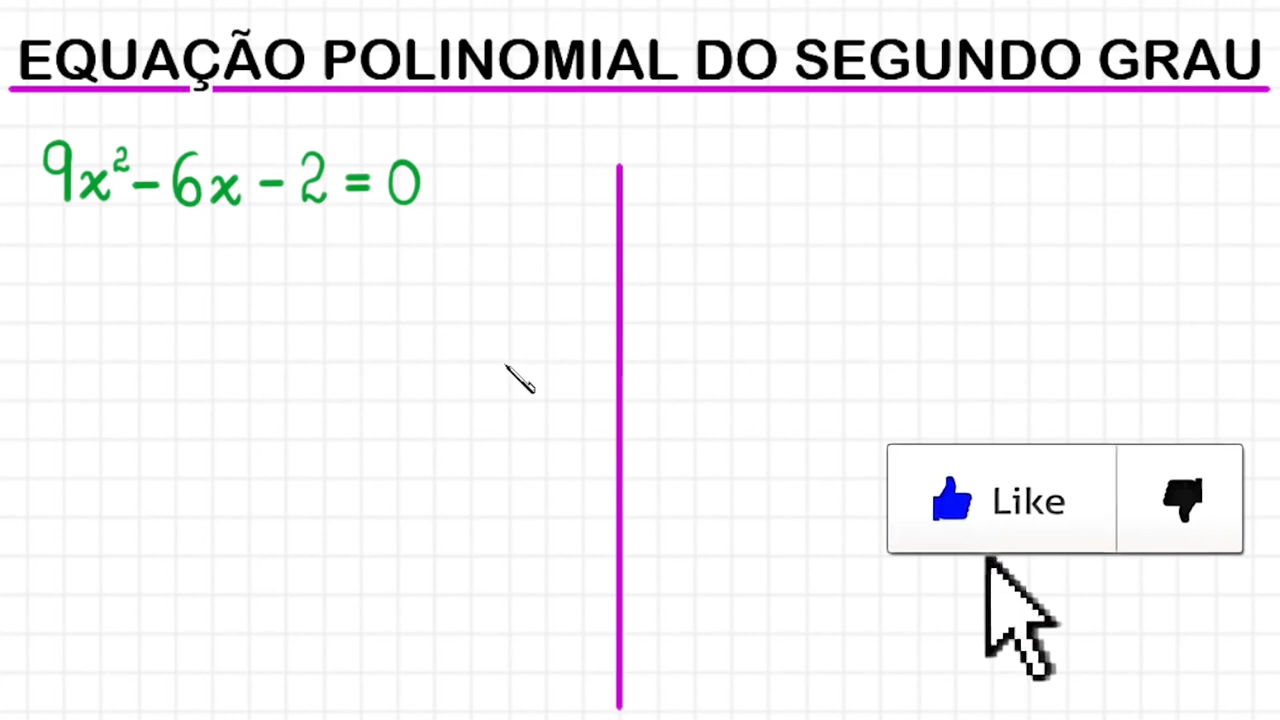 EQUAÇÃO POLINOMIAL DO SEGUNDO GRAU
9x² - 6x - 2 = 0
Like